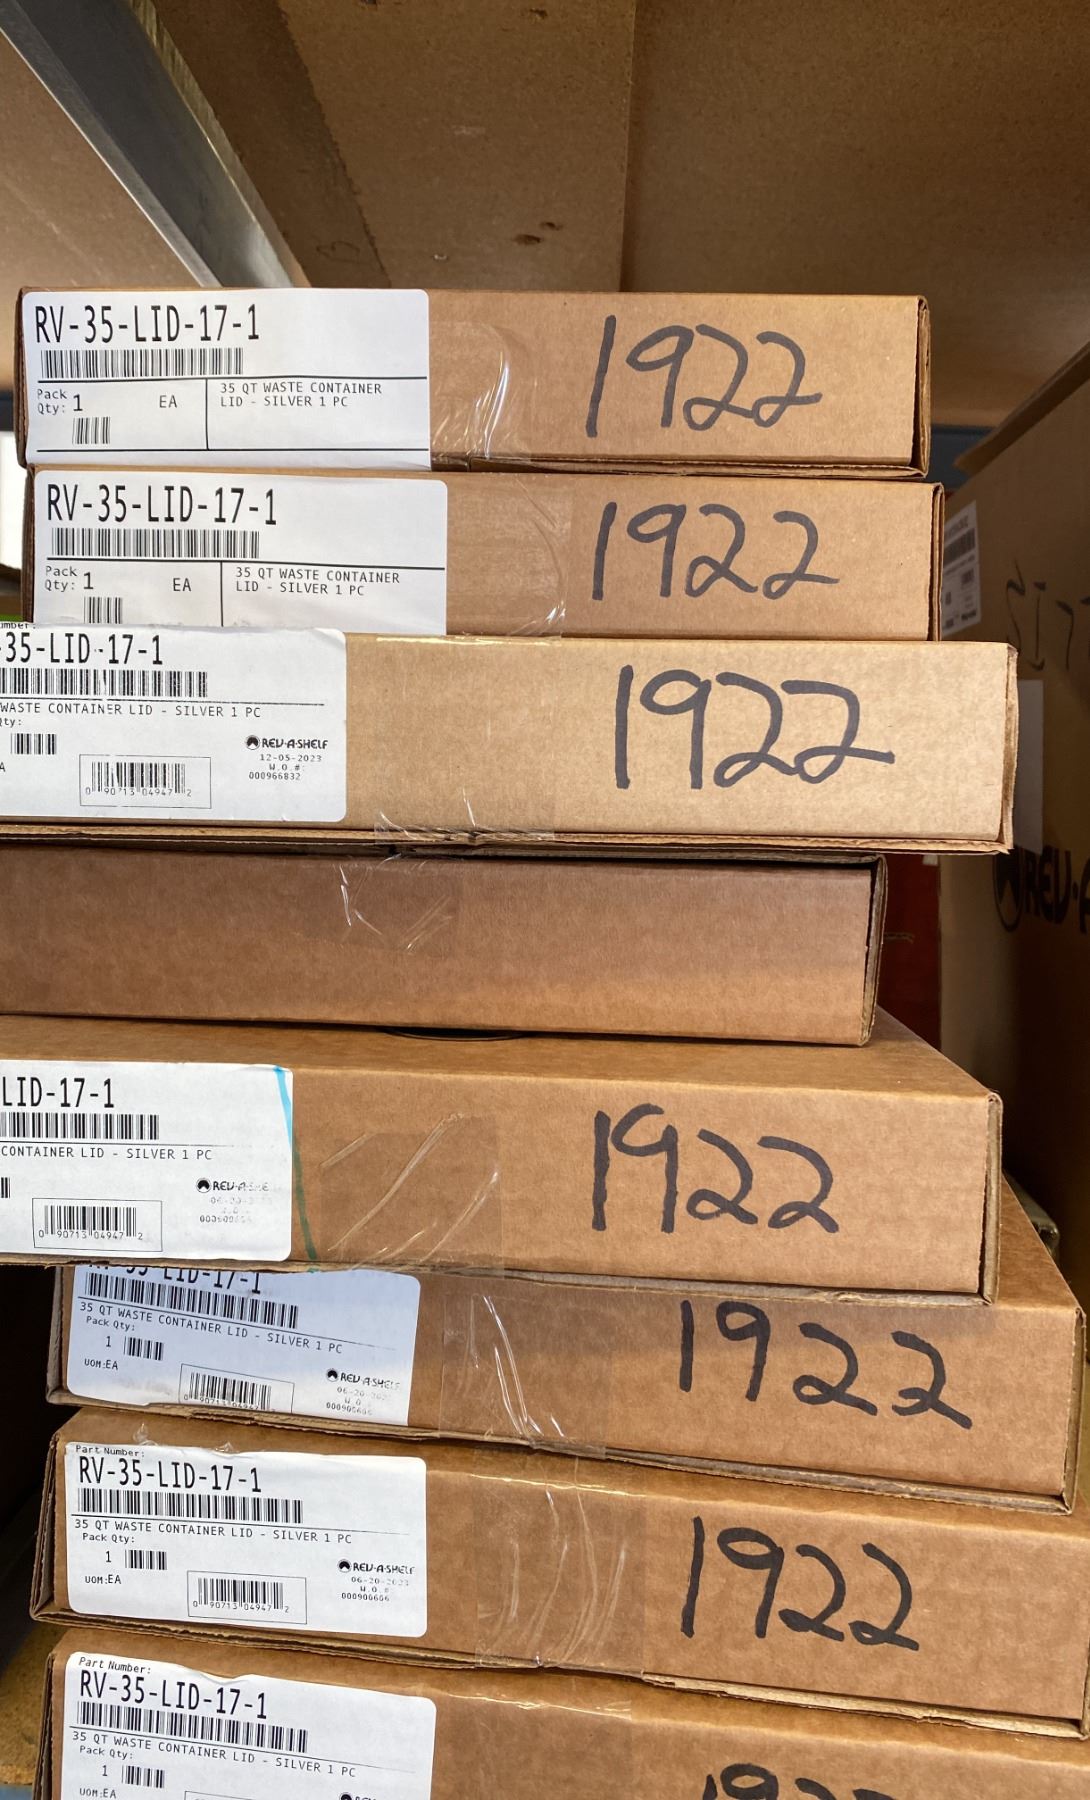 RV-35-LID-17-1
Pack
Qty: 1
EA
35 QT WASTE CONTAINER
LID - SILVER 1 PC
1922
RV-35-LID-17-1
Pack
Qty: 1
EA
35 QT WASTE CONTAINER
LID - SILVER 1 PC
1922
-35-LID-17-1
WASTE CONTAINER LID - SILVER 1 PC
REV-A-SHELF
12-05-2023
W.O.#:
000966832
0 90713 04947 2
1922
REV-A
LID-17-1
CONTAINER LID - SILVER 1 PC
0 90713 04947 2
1922
35 QT WASTE CONTAINER LID - SILVER 1 PC
Pack Qty:
1
UOM:EA
REV-A-SHELF
1922
Part Number:
RV-35-LID-17-1
35 QT WASTE CONTAINER LID - SILVER 1 PC
Pack Qty:
1
UOM:EA
REV-A-SHELF
06-20-2023
W.O.#
000900606
0 90713 04947 2
1922
Part Number:
RV-35-LID-17-1
35 QT WASTE CONTAINER LID - SILVER 1 PC
Pack Qty:
1
UOM:EA
1922